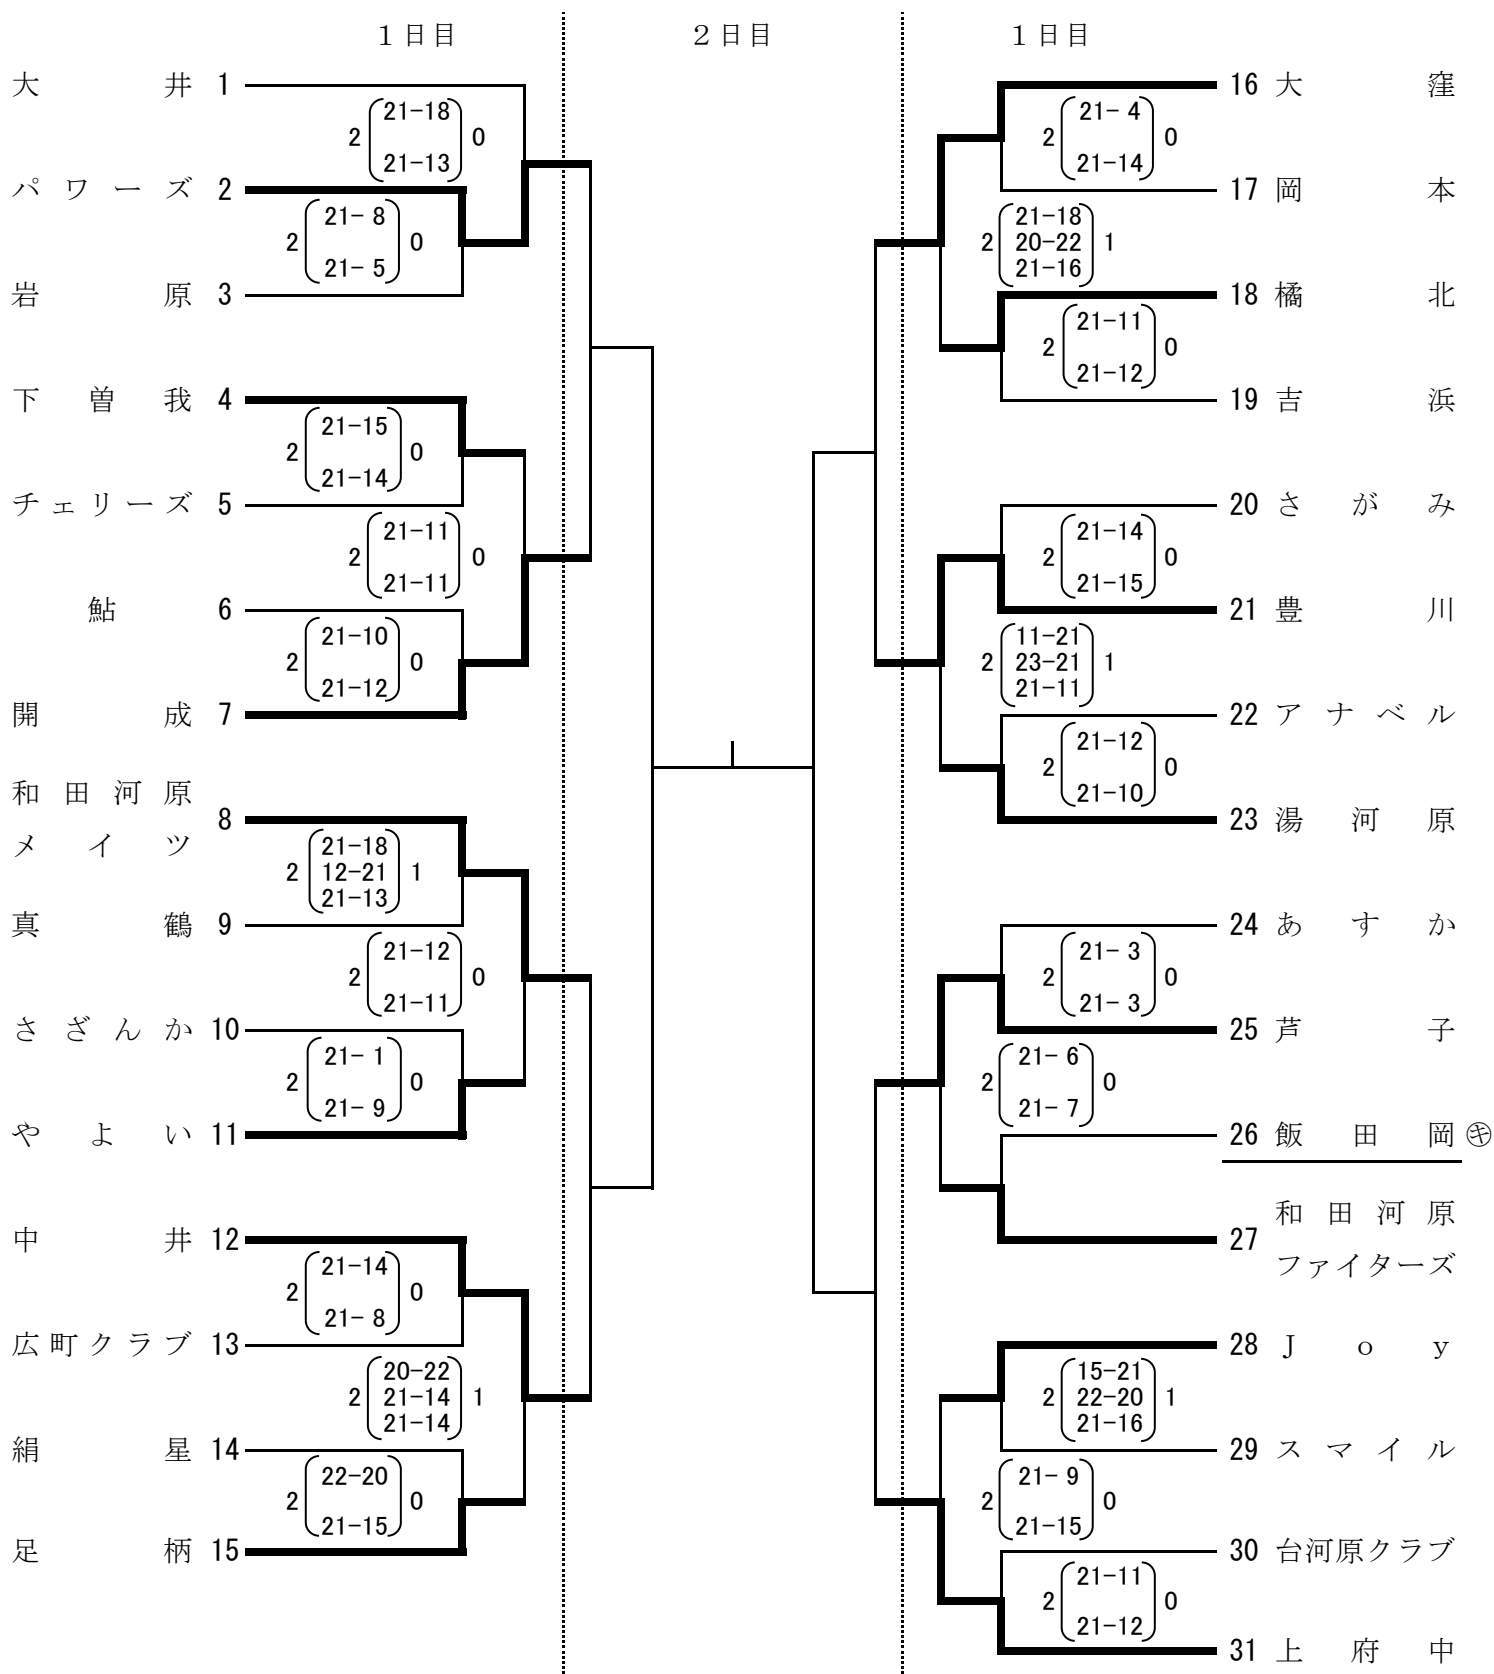 １日目
２日目
１日目
大井 1
2 21-18 0
21-13
パワーズ 2
2 21- 8 0
21- 5
岩原 3
下曽我 4
2 21-15 0
21-14
チェリーズ 5
2 21-11 0
21-11
鮎 6
2 21-10 0
21-12
開成 7
和田河原
メイツ
8
21-18
2 12-21 1
21-13
真鶴 9
2 21-12 0
21-11
さざんか 10
2 21- 1 0
21- 9
やよい 11
中井 12
2 21-14 0
21- 8
広町クラブ 13
20-22
2 21-14 1
21-14
絹星 14
2 22-20 0
21-15
足柄 15
16 大窪
2 21- 4 0
21-14
17 岡本
21-18
2 20-22 1
21-16
18 橘北
2 21-11 0
21-12
19 吉浜
20 さがみ
2 21-14 0
21-15
21 豊川
11-21
2 23-21 1
21-11
22 アナベル
2 21-12 0
21-10
23 湯河原
24 あすか
2 21- 3 0
21- 3
25 芦子
2 21- 6 0
21- 7
26 飯田岡 ㋖
和田河原
27
ファイターズ
28 Ｊｏｙ
15-21
2 22-20 1
21-16
29 スマイル
2 21- 9 0
21-15
30 台河原クラブ
2 21-11 0
21-12
31 上府中